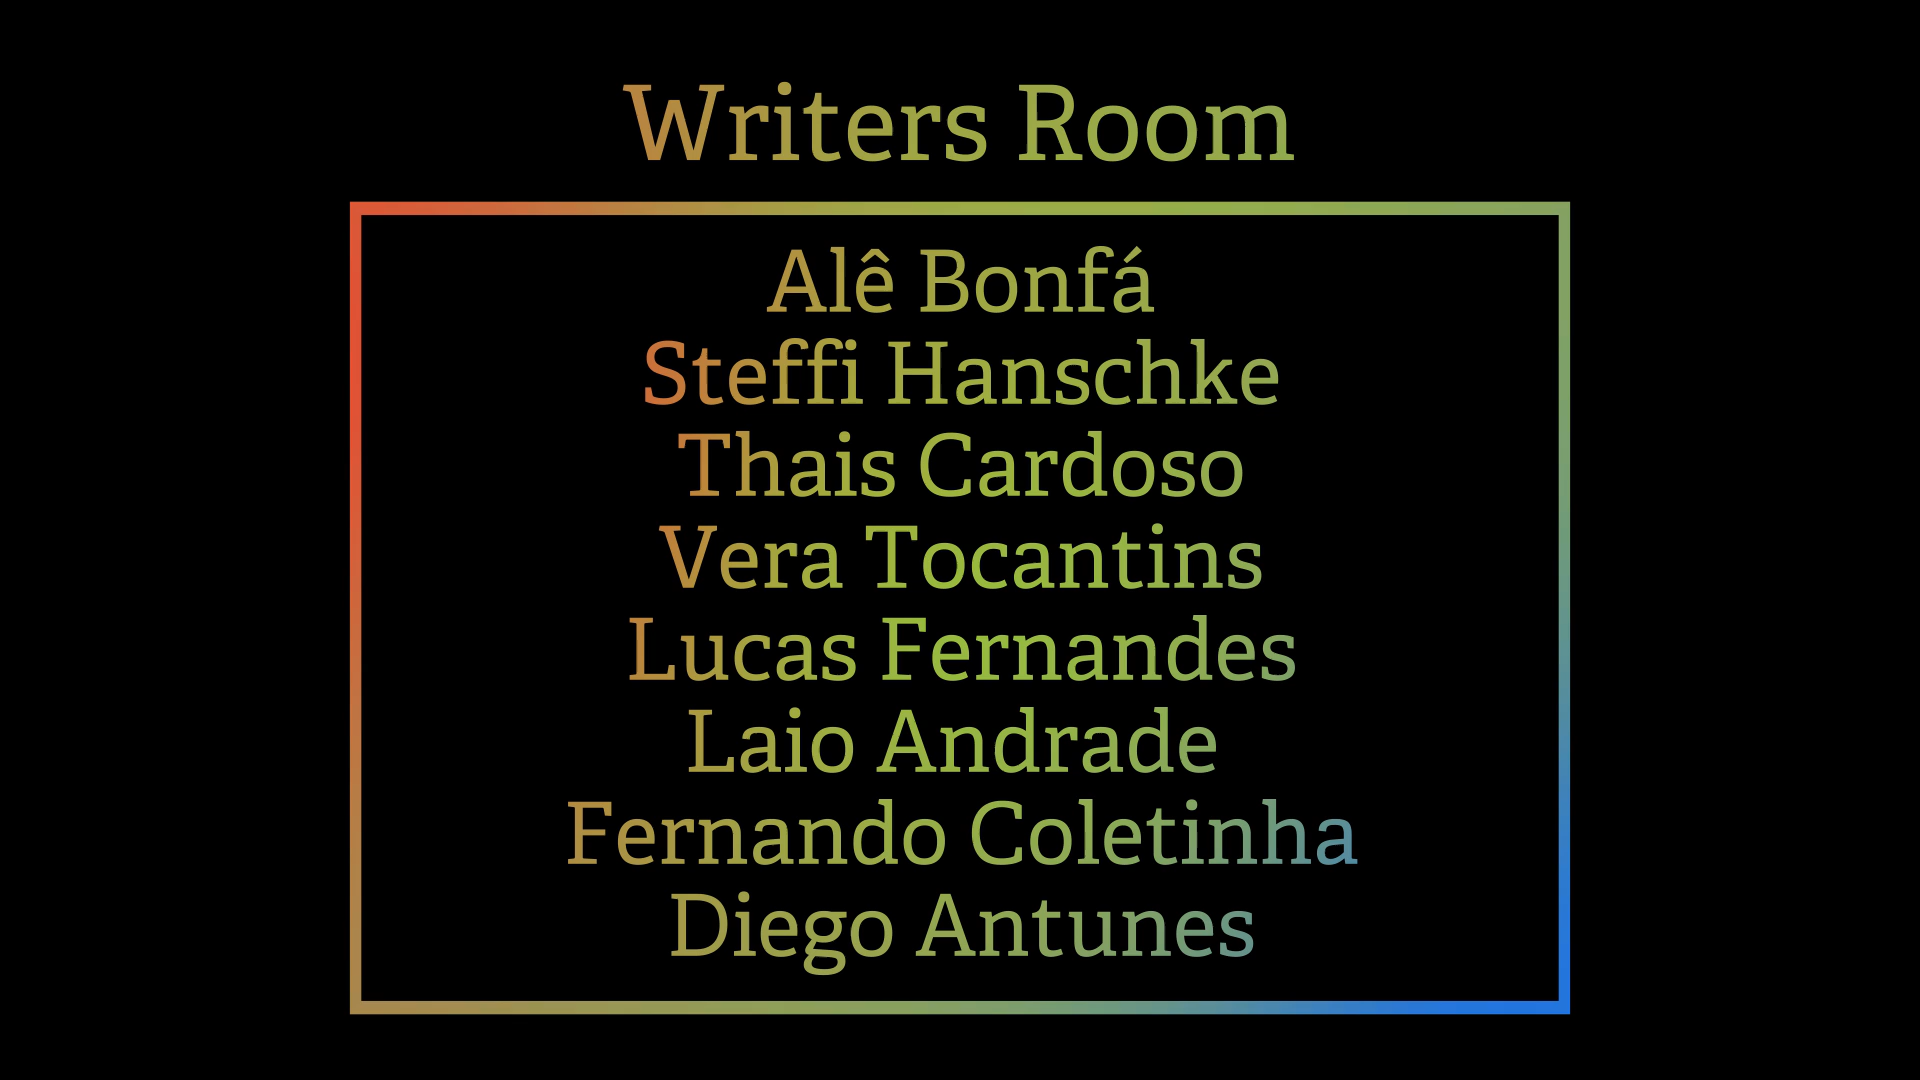 Writers Room
Alê Bonfá
Steffi Hanschke
Thais Cardoso
Vera Tocantins
Lucas Fernandes
Laio Andrade
Fernando Coletinha
Diego Antunes